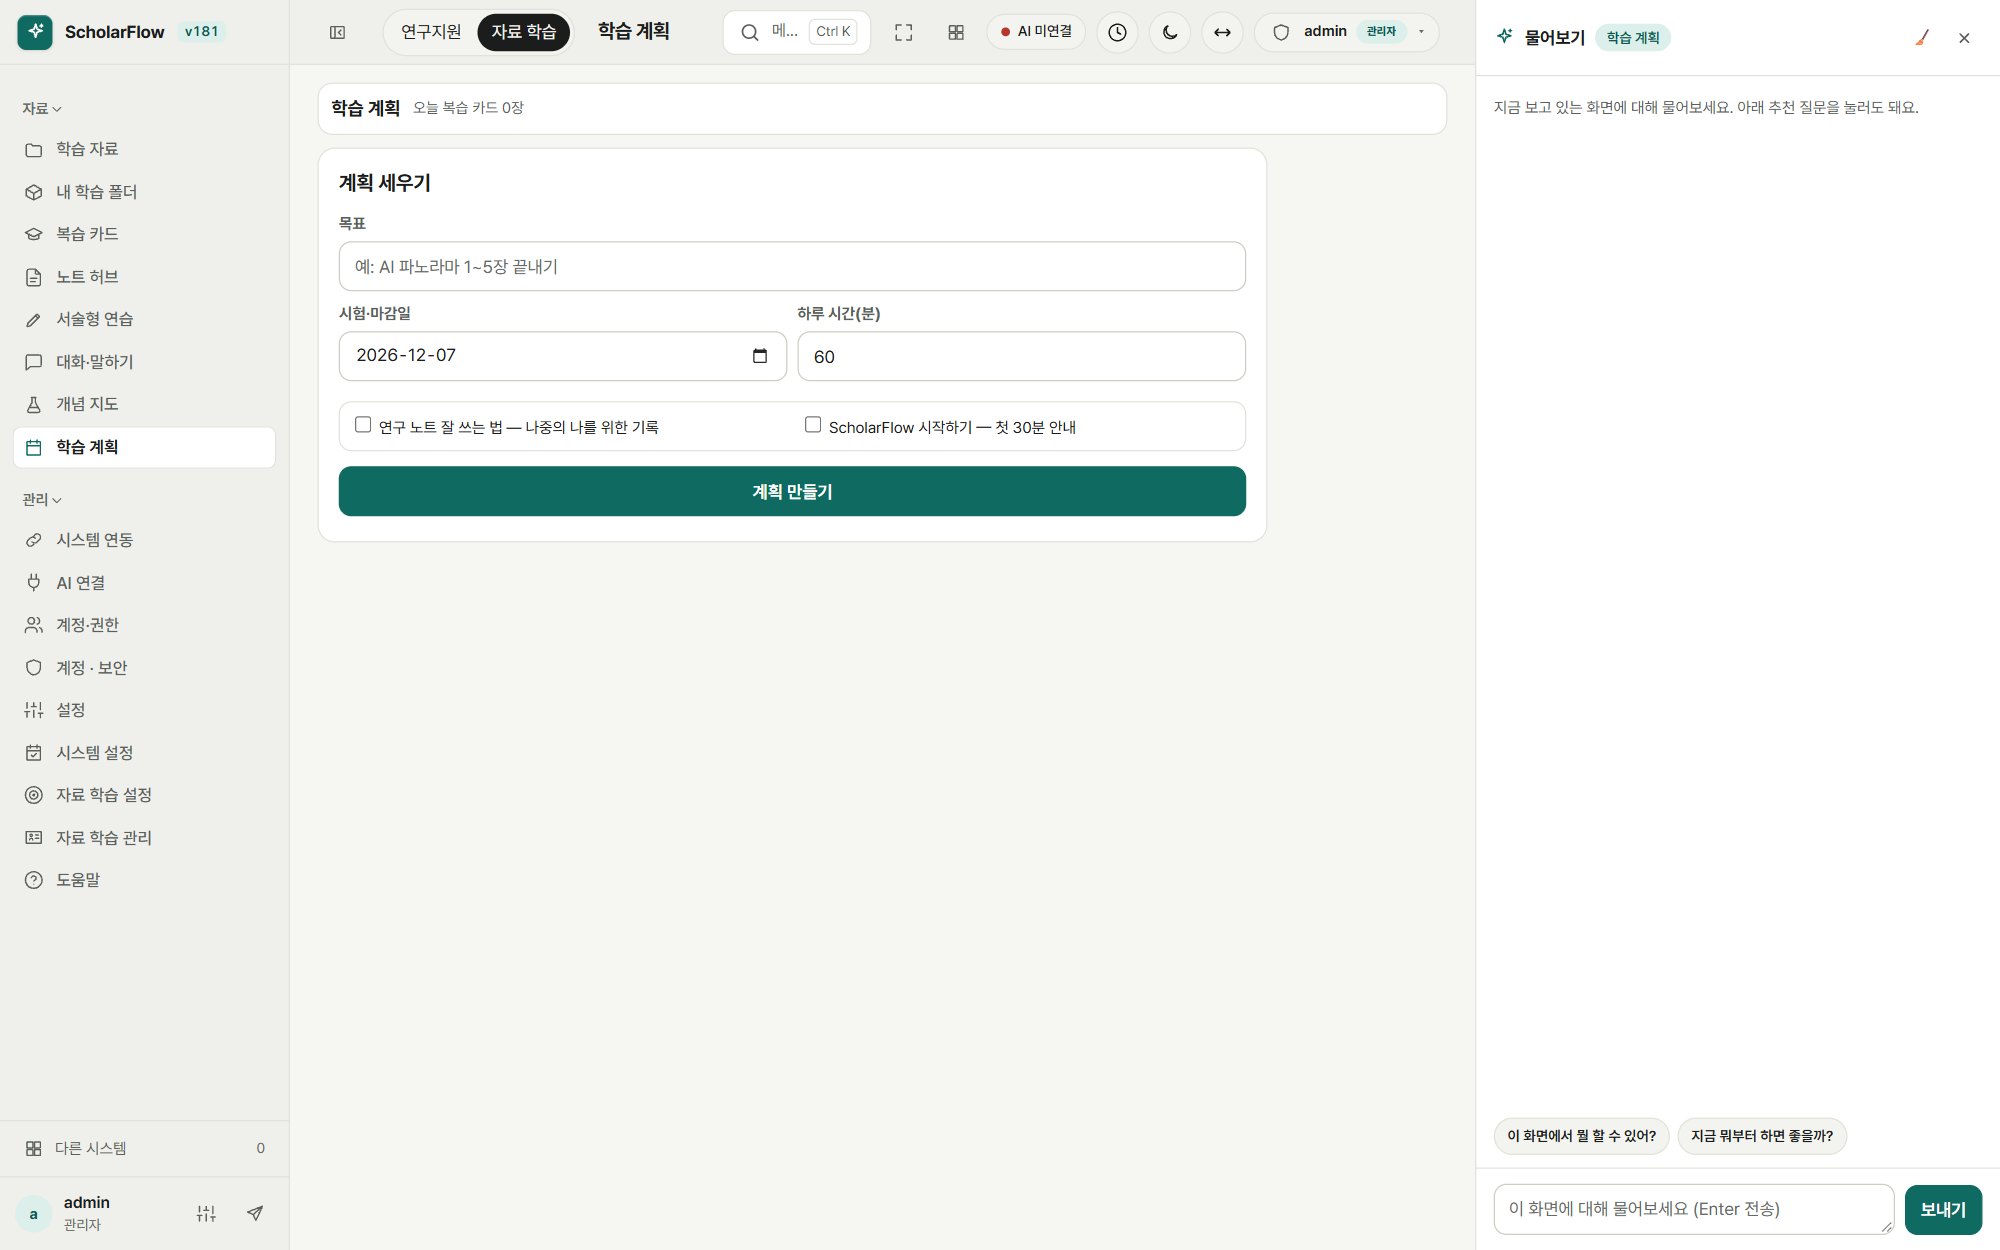 ScholarFlow v181
자료
학습 자료
내 학습 폴더
복습 카드
노트 허브
서술형 연습
대화·말하기
개념 지도
학습 계획
관리
시스템 연동
AI 연결
계정·권한
계정 · 보안
설정
시스템 설정
자료 학습 설정
자료 학습 관리
도움말
다른 시스템 0
a admin
관리자
연구지원 자료 학습 학습 계획 메... Ctrl K AI 미연결 admin 관리자
학습 계획 오늘 복습 카드 0장
계획 세우기
목표
예: AI 파노라마 1~5장 끝내기
시험·마감일 하루 시간(분)
2026-12-07 60
연구 노트 잘 쓰는 법 — 나중의 나를 위한 기록 ScholarFlow 시작하기 — 첫 30분 안내
계획 만들기
물어보기 학습 계획
지금 보고 있는 화면에 대해 물어보세요. 아래 추천 질문을 눌러도 돼요.
이 화면에서 뭘 할 수 있어? 지금 뭐부터 하면 좋을까?
이 화면에 대해 물어보세요 (Enter 전송) 보내기